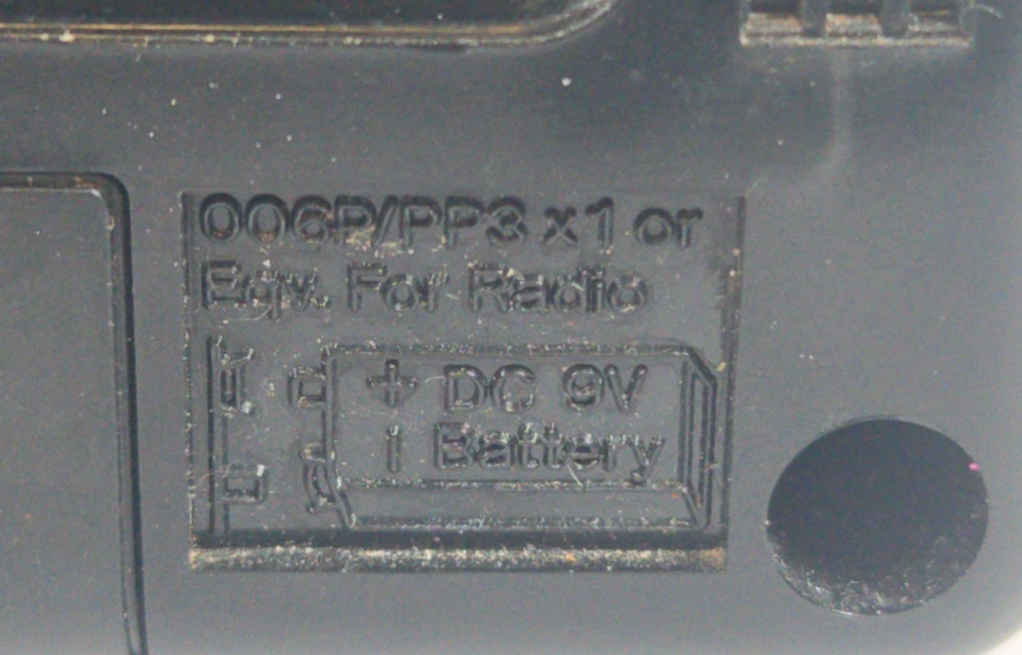 006P/PP3 x1 or
Eqv. For Radio
+ DC 9V
– Battery